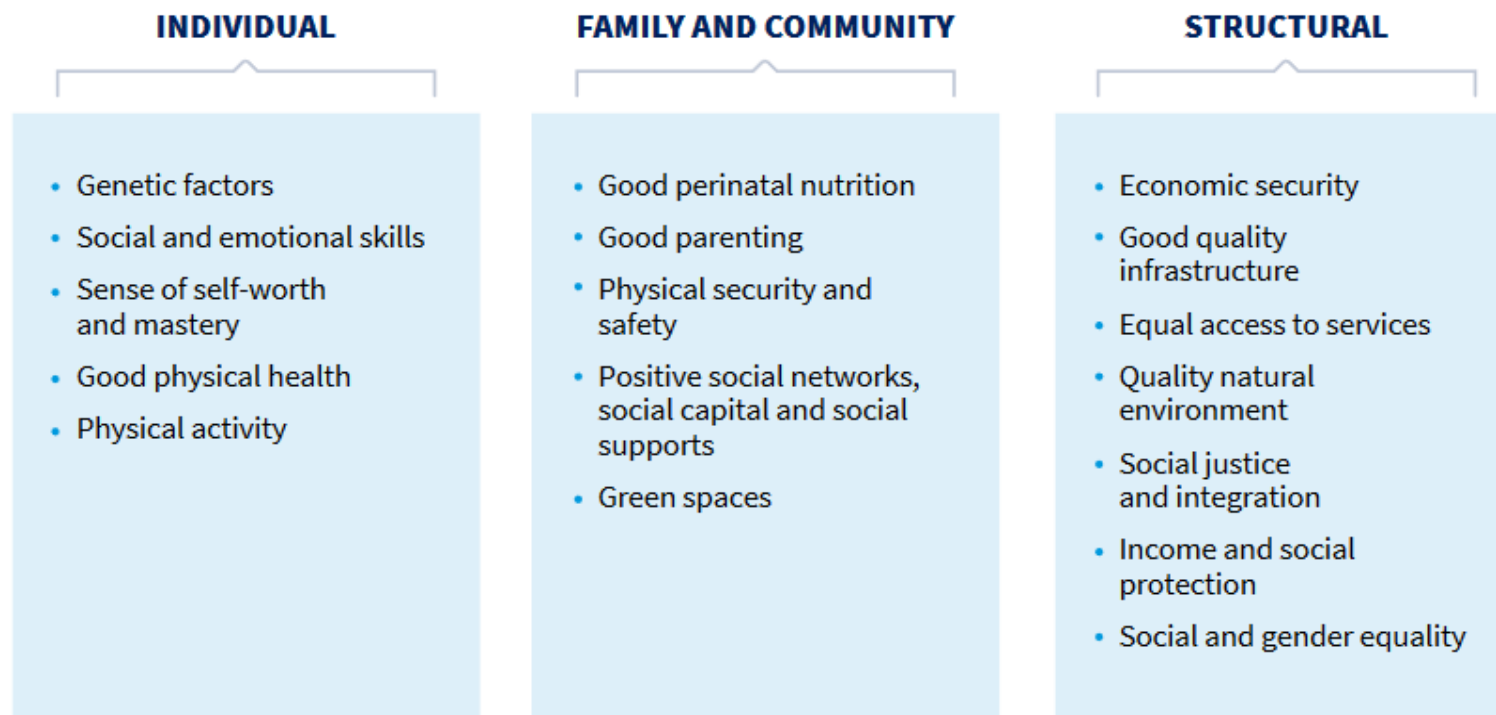 INDIVIDUAL
• Genetic factors
• Social and emotional skills
• Sense of self-worth
and mastery
• Good physical health
• Physical activity
FAMILY AND COMMUNITY
• Good perinatal nutrition
• Good parenting
• Physical security and
safety
• Positive social networks,
social capital and social
supports
• Green spaces
STRUCTURAL
• Economic security
• Good quality
infrastructure
• Equal access to services
• Quality natural
environment
• Social justice
and integration
• Income and social
protection
• Social and gender equality